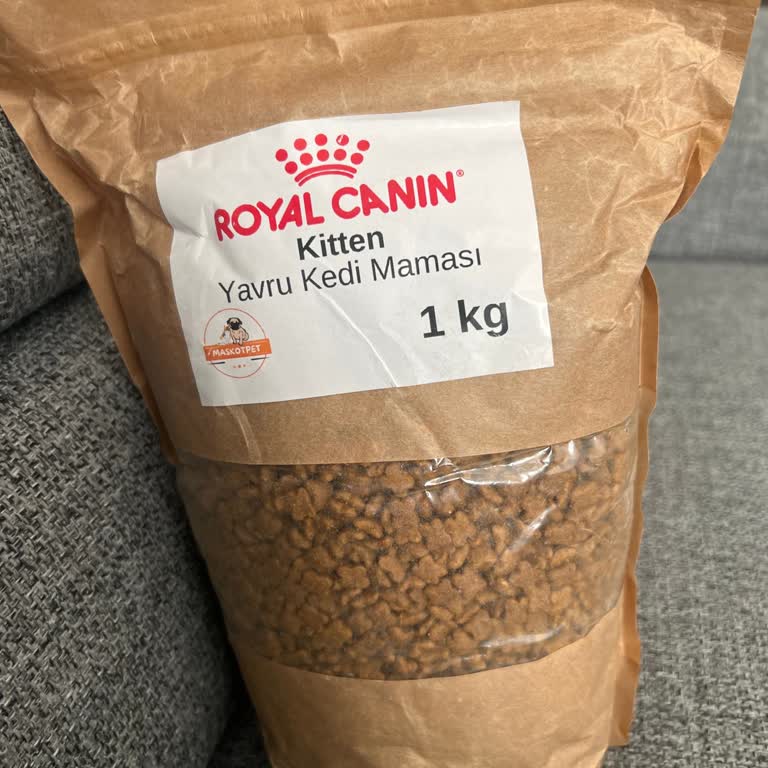 ROYAL CANIN®
Kitten
Yavru Kedi Maması
1 kg
MASKOTPET